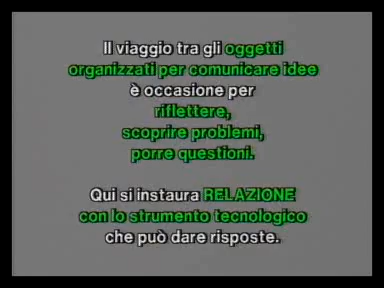 Il viaggio tra gli oggetti
organizzati per comunicare idee
è occasione per
riflettere,
scoprire problemi,
porre questioni.
Qui si instaura RELAZIONE
con lo strumento tecnologico
che può dare risposte.